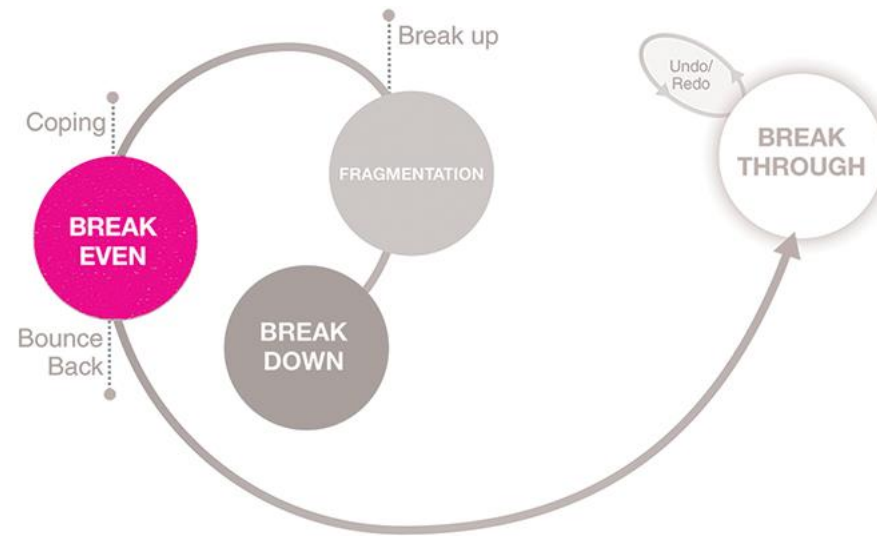 Break up
Undo/
Redo
Coping
BREAK
THROUGH
FRAGMENTATION
BREAK
EVEN
Bounce
Back
BREAK
DOWN